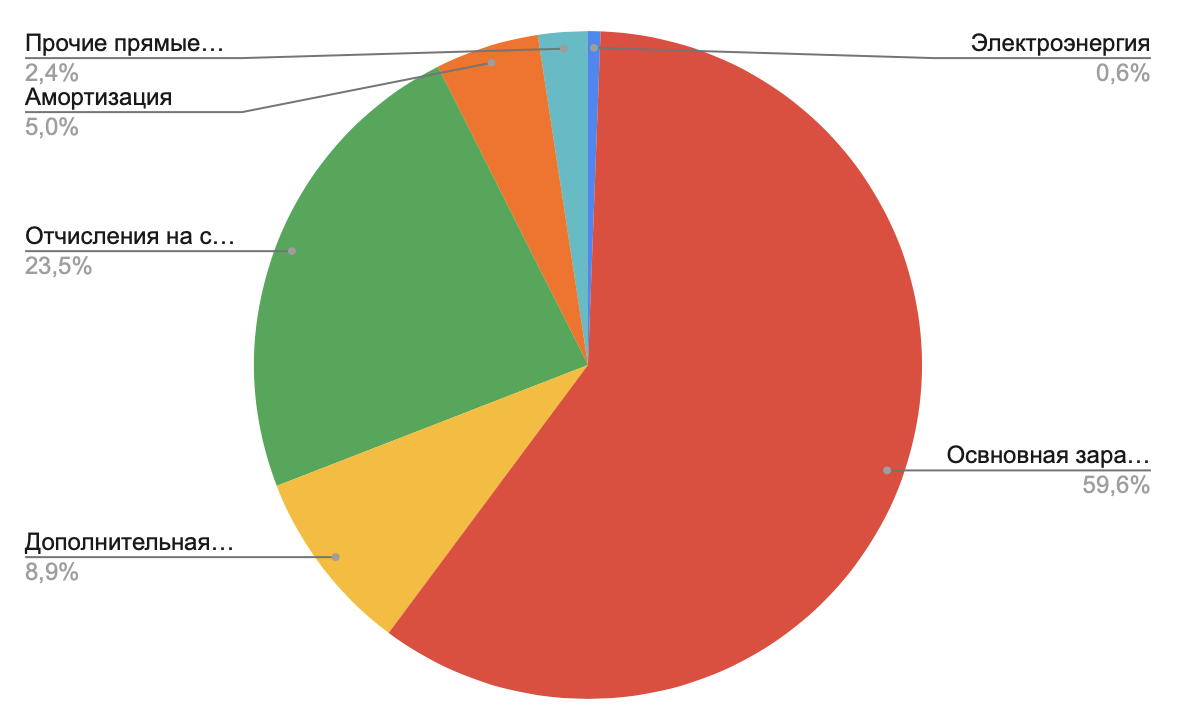 Прочие прямые…
2,4%
Амортизация
5,0%
Отчисления на с…
23,5%
Дополнительная…
8,9%
Электроэнергия
0,6%
Освновная зара…
59,6%